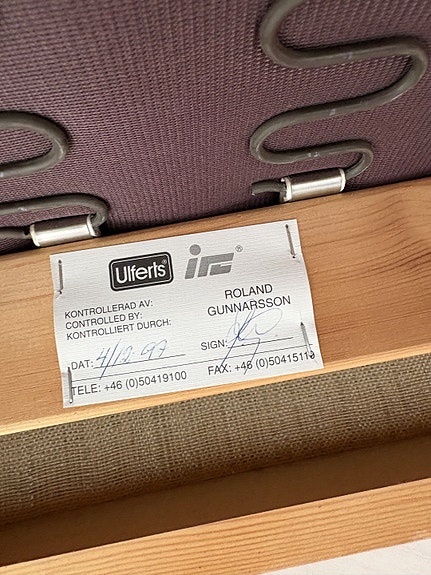 Ulferts® ire®
KONTROLLERAD AV:
CONTROLLED BY:
KONTROLLIERT DURCH:
ROLAND
GUNNARSSON
DAT: 4/12-97
SIGN:
TELE: +46 (0)50419100
FAX: +46 (0)50415110